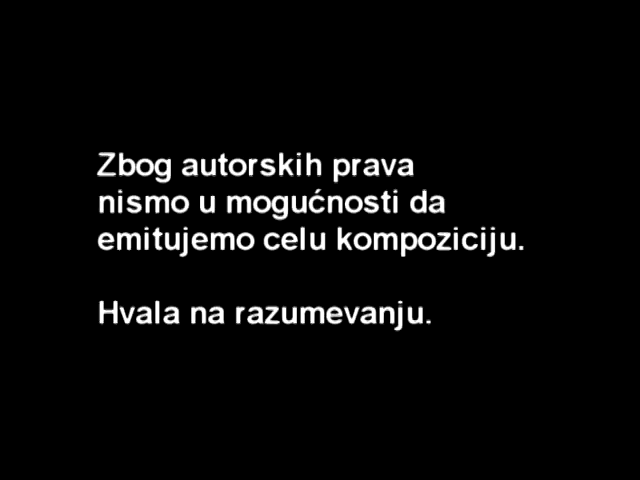 Zbog autorskih prava
nismo u mogućnosti da
emitujemo celu kompoziciju.
Hvala na razumevanju.